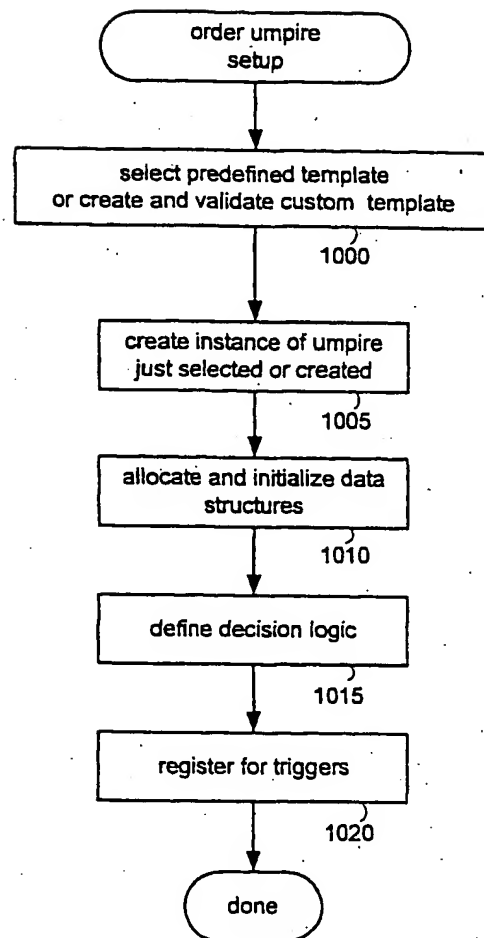 order umpire
setup
select predefined template
or create and validate custom template
1000
create instance of umpire
just selected or created
1005
allocate and initialize data
structures
1010
define decision logic
1015
register for triggers
1020
done